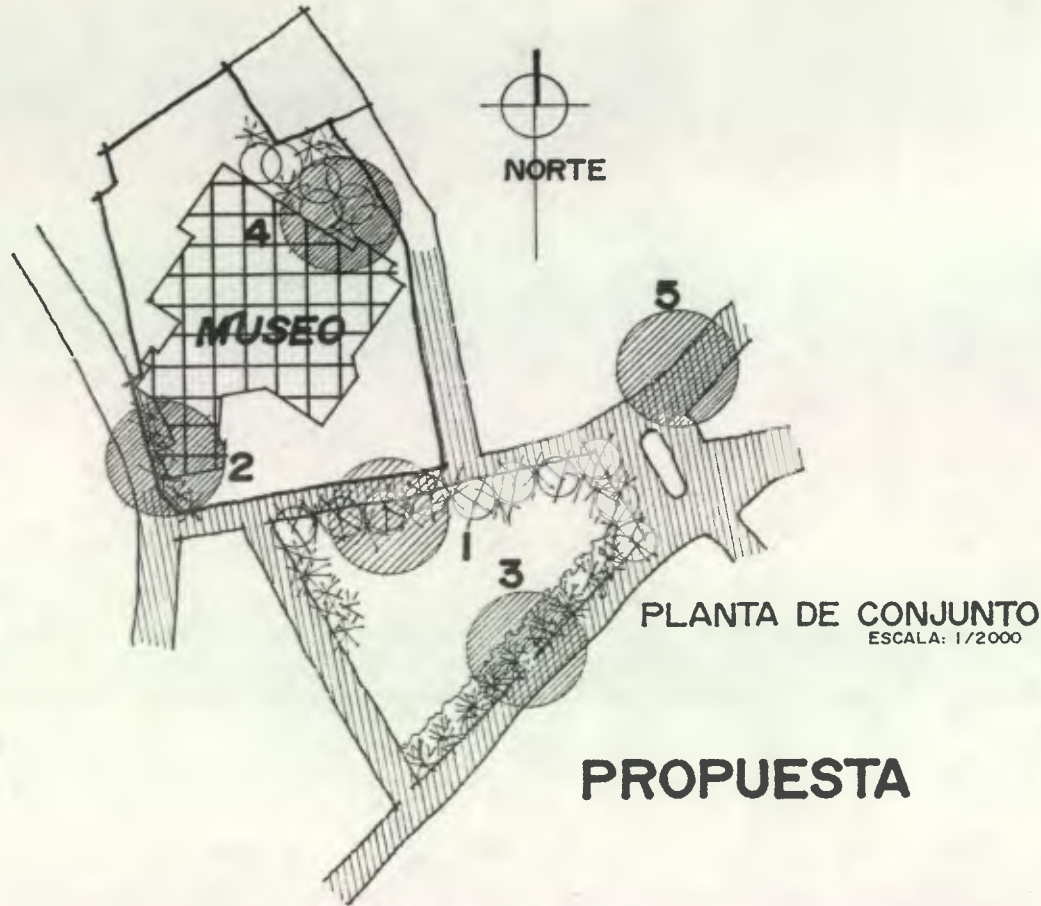 NORTE
4
MUSEO
5
2
1
3
PLANTA DE CONJUNTO
ESCALA: 1/2000
PROPUESTA